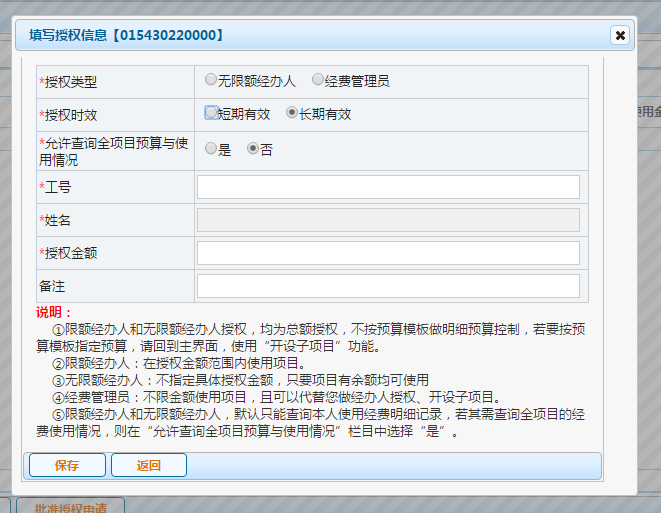 填写授权信息【015430220000】
*授权类型 无限额经办人 经费管理员
*授权时效 短期有效 长期有效
*允许查询全项目预算与使
用情况 是 否
*工号
*姓名
*授权金额
备注
说明：
①限额经办人和无限额经办人授权，均为总额授权，不按预算模板做明细预算控制，若要按预
算模板指定预算，请回到主界面，使用“开设子项目”功能。
②限额经办人：在授权金额范围内使用项目。
③无限额经办人：不指定具体授权金额，只要项目有余额均可使用
④经费管理员：不限金额使用项目，且可以代替您做经办人授权、开设子项目。
⑤限额经办人和无限额经办人，默认只能查询本人使用经费明细记录，若其需查询全项目的经
费使用情况，则在“允许查询全项目预算与使用情况”栏目中选择“是”。
保存 返回
批准授权申请
使用金